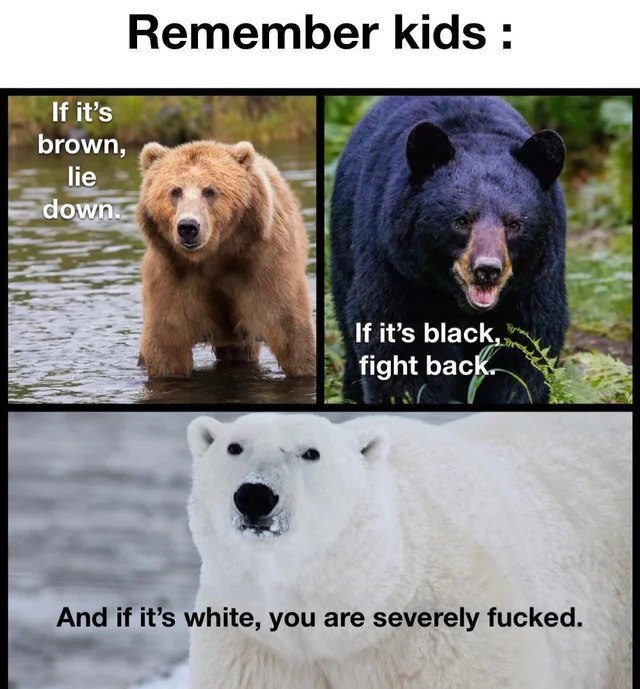 Remember kids :
If it's
brown,
lie
down.
If it's black,
fight back.
And if it's white, you are severely fucked.